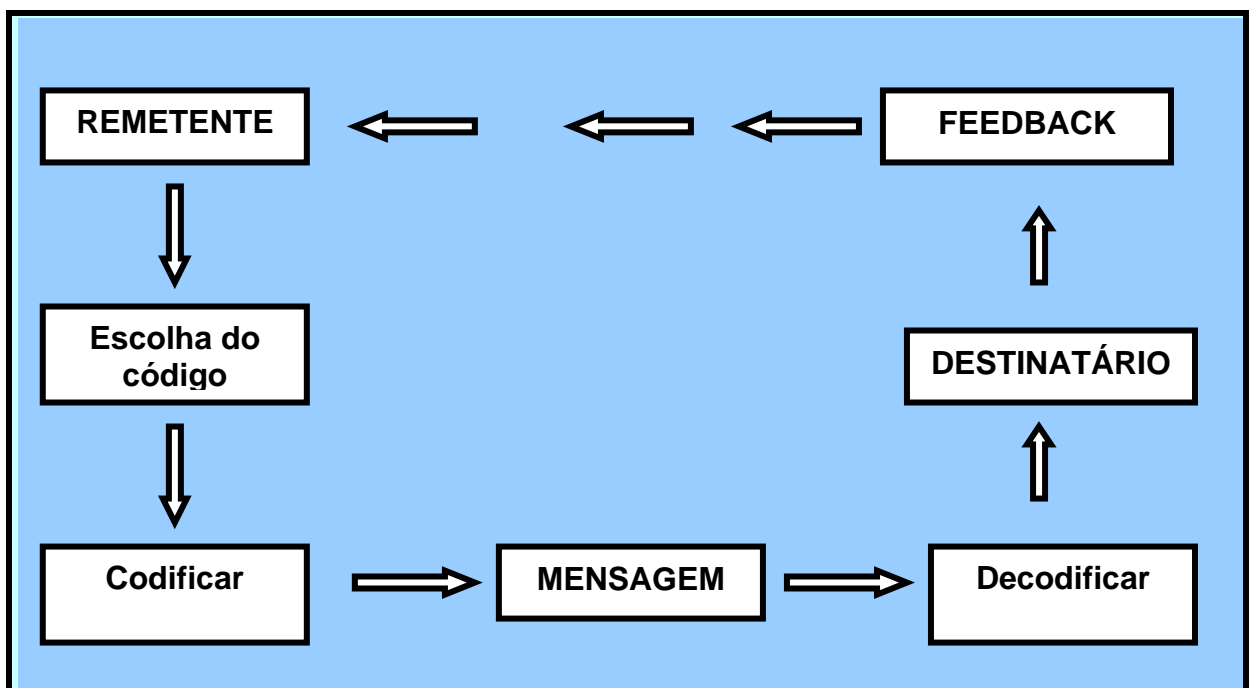 REMETENTE
FEEDBACK
Escolha do
código
DESTINATÁRIO
Codificar
MENSAGEM
Decodificar